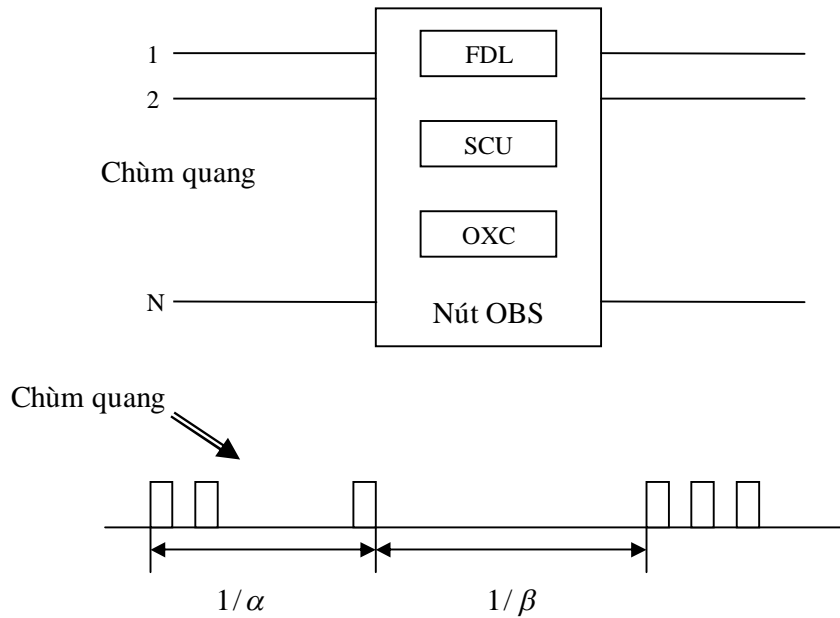 1
FDL
2
SCU
Chùm quang
OXC
N
Nút OBS
Chùm quang
1/α
1/β